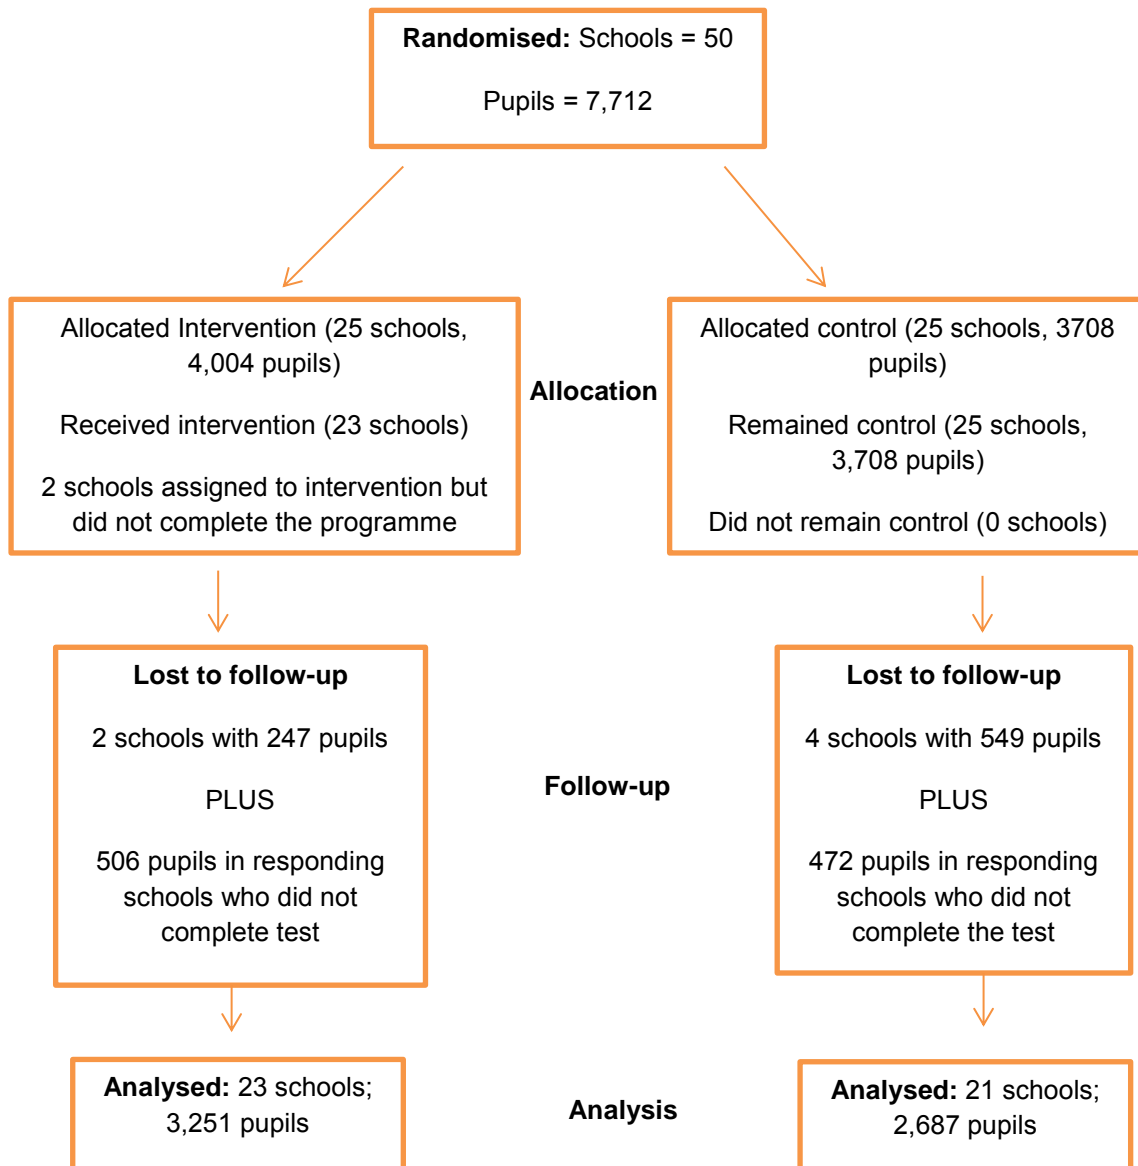 Randomised: Schools = 50
Pupils = 7,712
Allocated Intervention (25 schools,
4,004 pupils)
Received intervention (23 schools)
2 schools assigned to intervention but
did not complete the programme
Allocation
Allocated control (25 schools, 3708
pupils)
Remained control (25 schools,
3,708 pupils)
Did not remain control (0 schools)
Lost to follow-up
2 schools with 247 pupils
PLUS
506 pupils in responding
schools who did not
complete test
Follow-up
Lost to follow-up
4 schools with 549 pupils
PLUS
472 pupils in responding
schools who did not
complete the test
Analysed: 23 schools;
3,251 pupils
Analysis
Analysed: 21 schools;
2,687 pupils